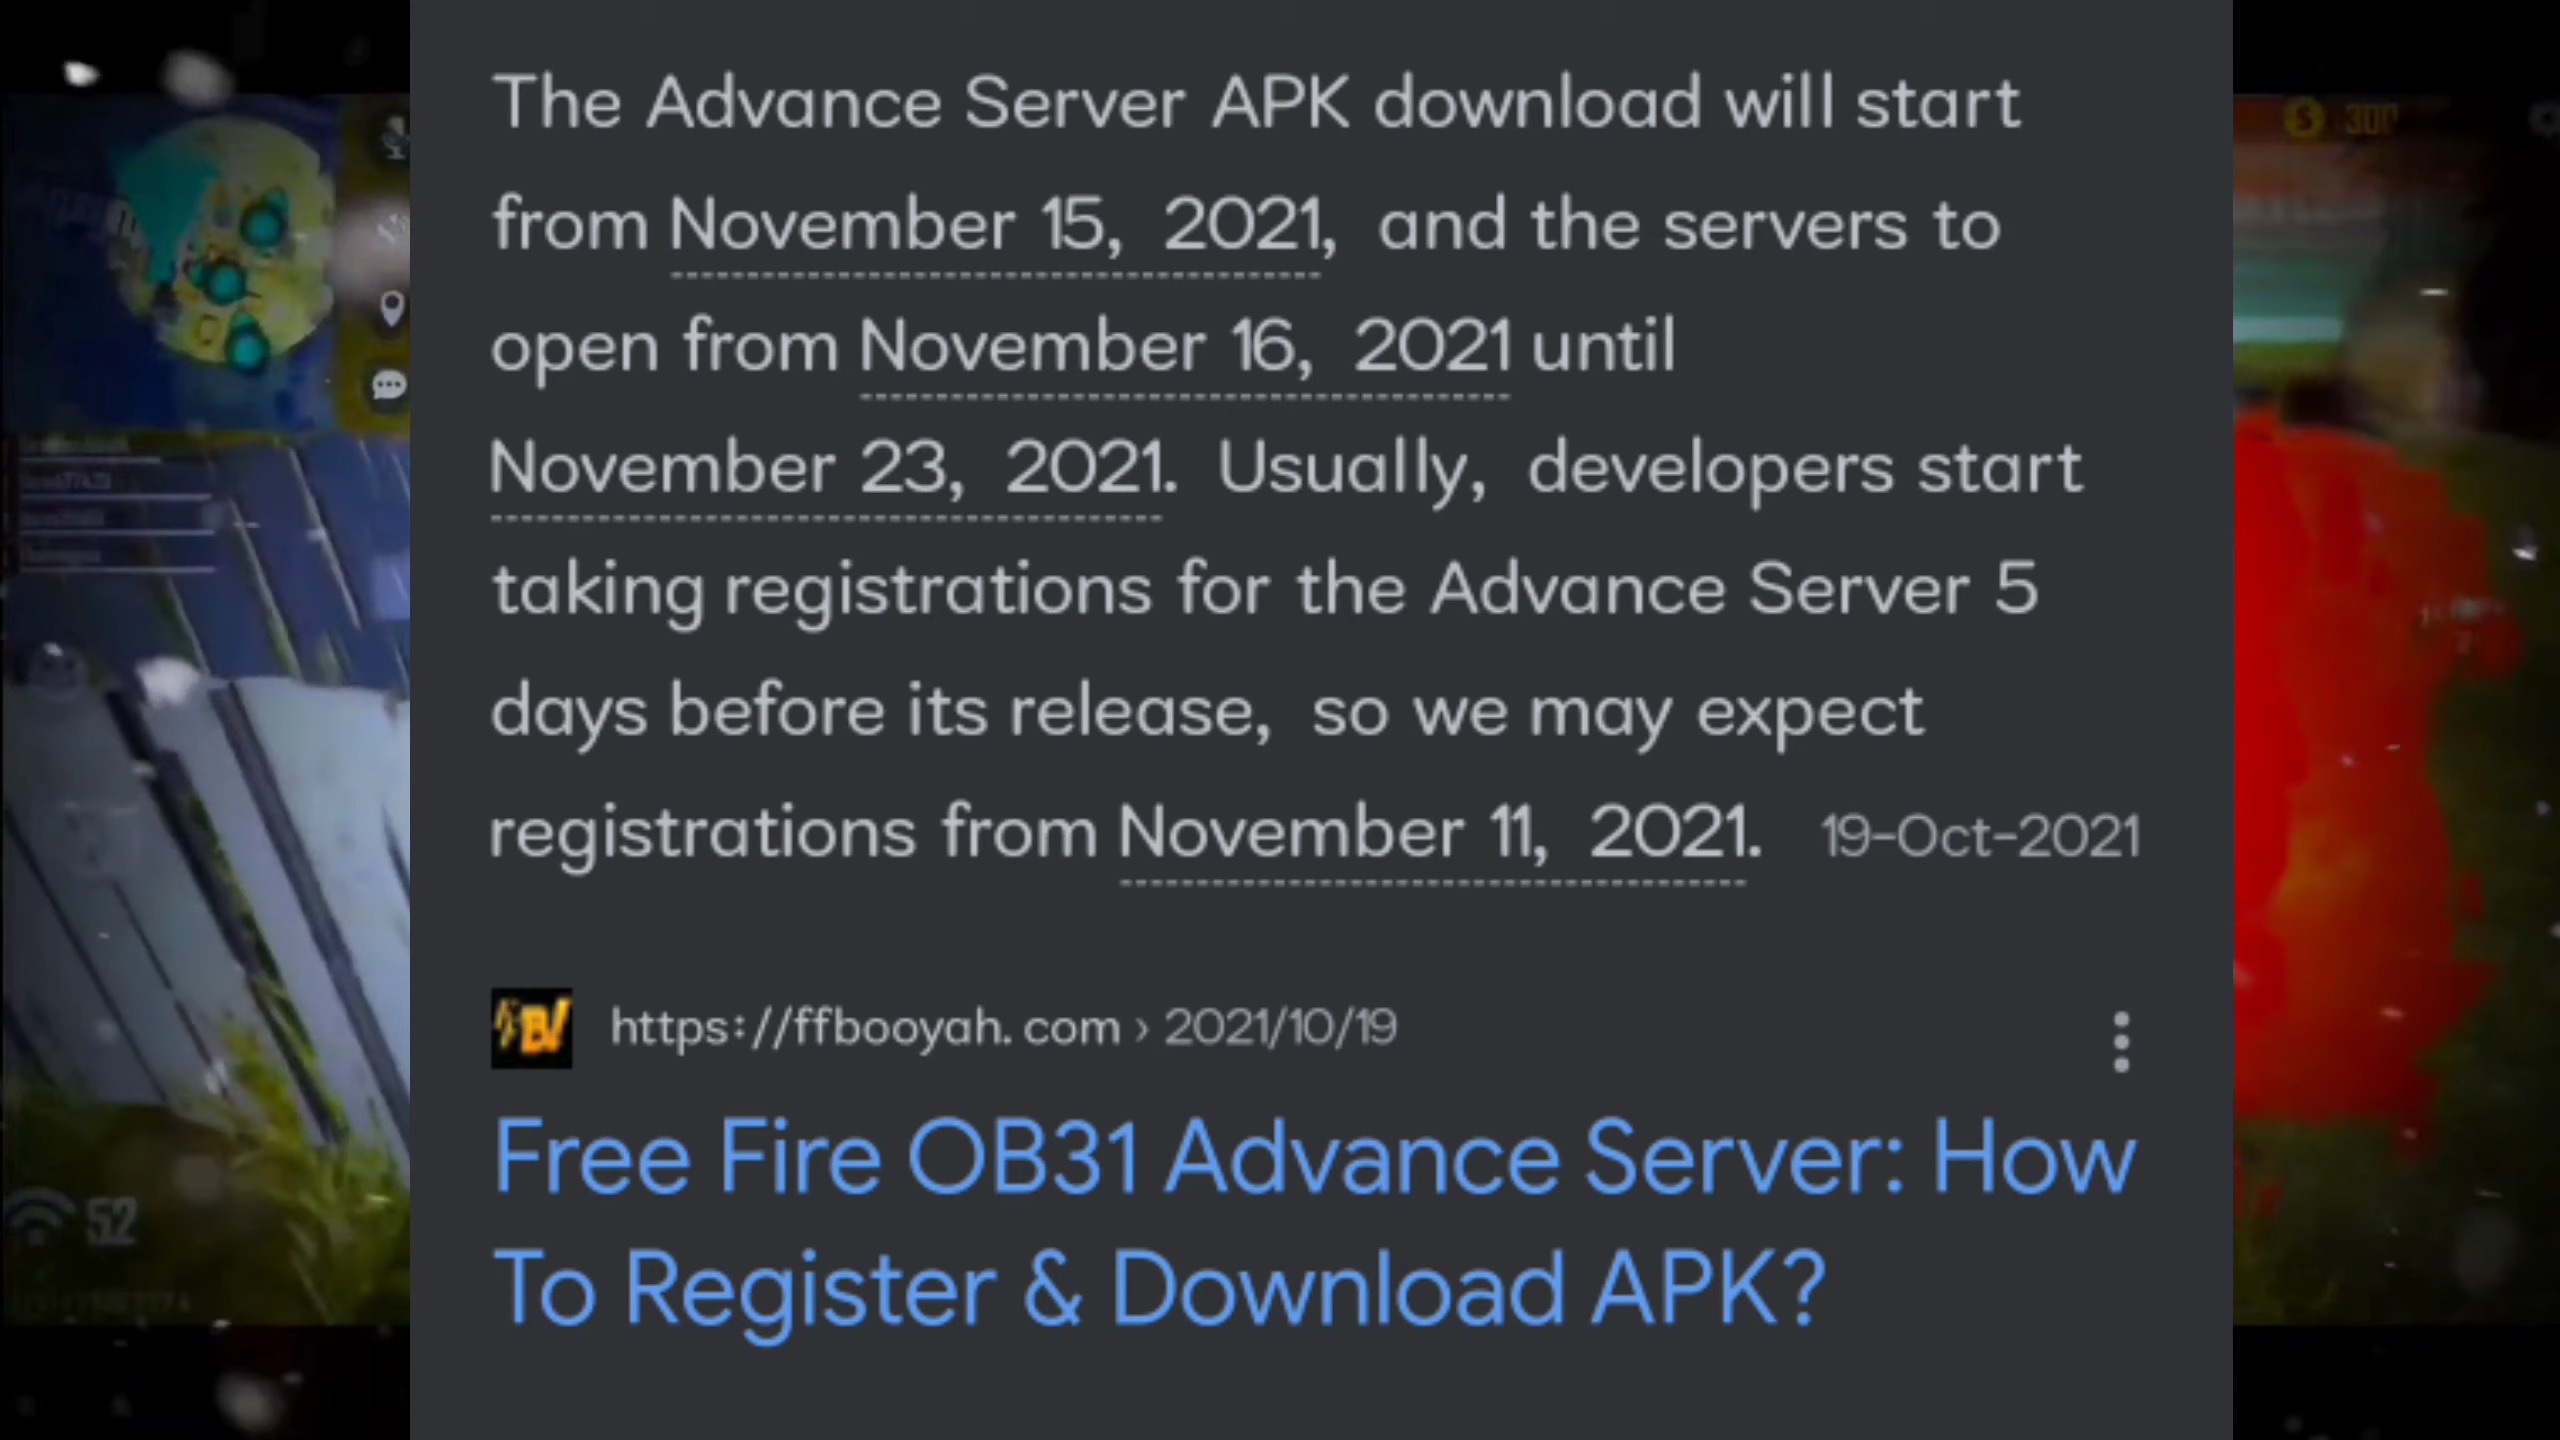 The Advance Server APK download will start
from November 15, 2021, and the servers to
open from November 16, 2021 until
November 23, 2021. Usually, developers start
taking registrations for the Advance Server 5
days before its release, so we may expect
registrations from November 11, 2021. 19-Oct-2021
https://ffbooyah.com › 2021/10/19
Free Fire OB31 Advance Server: How
To Register & Download APK?
300
52